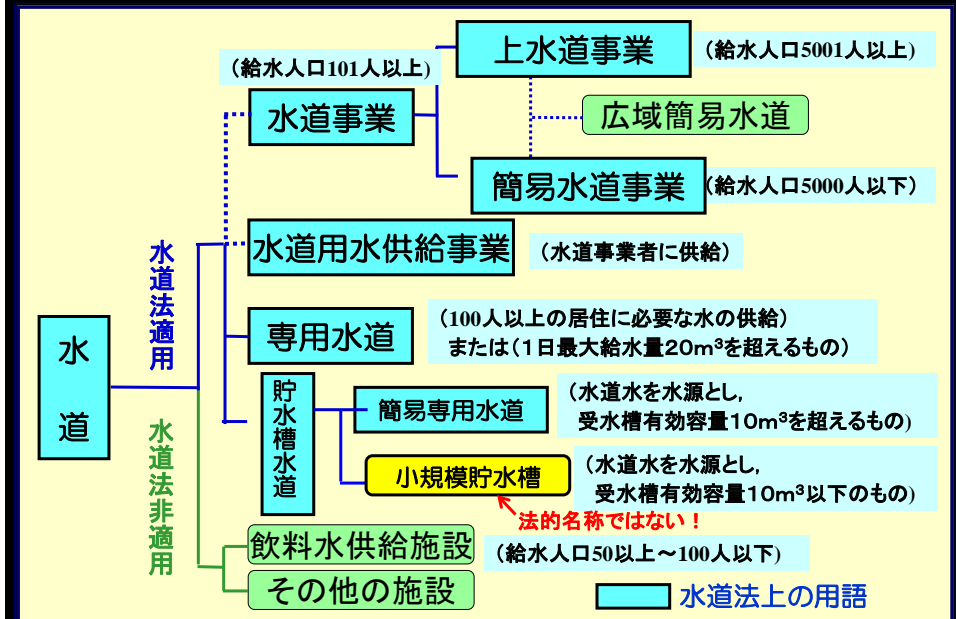 上水道事業
(給水人口5001人以上)
(給水人口101人以上)
水道事業
広域簡易水道
簡易水道事業
(給水人口5000人以下)
水道用水供給事業
(水道事業者に供給)
水道法適用
専用水道
(100人以上の居住に必要な水の供給)
または(1日最大給水量20m³を超えるもの)
水道
貯水槽水道
簡易専用水道
(水道水を水源とし,
受水槽有効容量10m³を超えるもの)
小規模貯水槽
(水道水を水源とし,
受水槽有効容量10m³以下のもの)
法的名称ではない！
水道法非適用
飲料水供給施設
(給水人口50以上～100人以下)
その他の施設
水道法上の用語